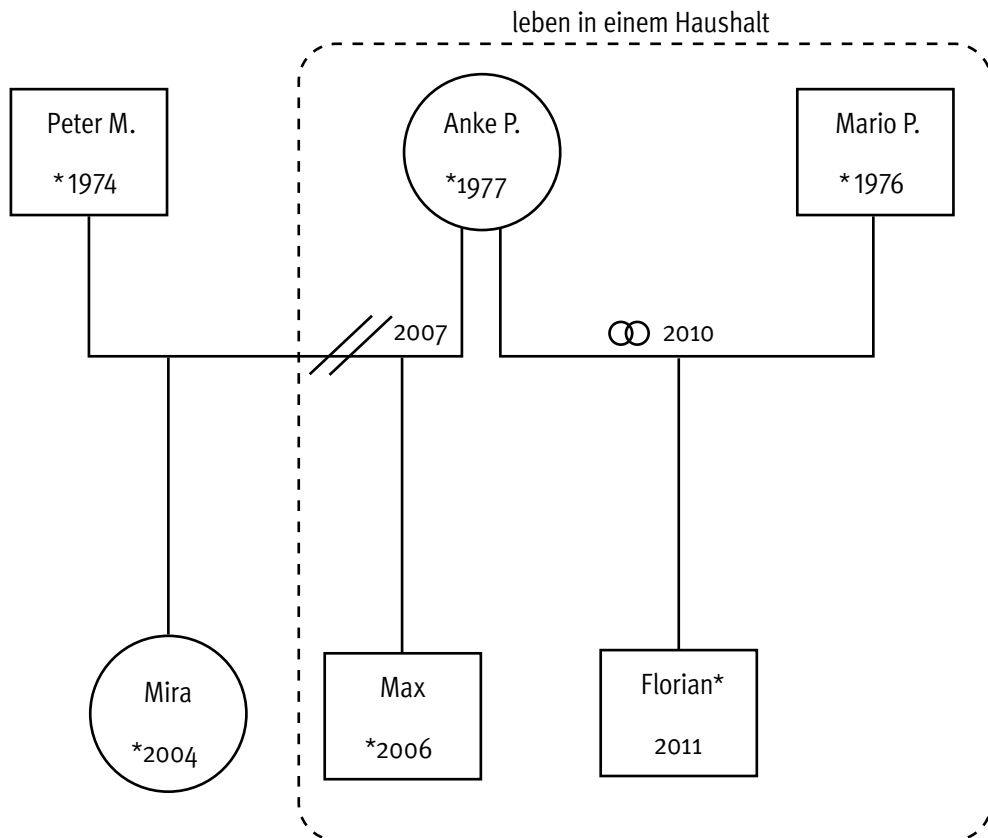 leben in einem Haushalt
Peter M.
*1974
Anke P.
*1977
Mario P.
*1976
2007
2010
Mira
*2004
Max
*2006
Florian*
2011